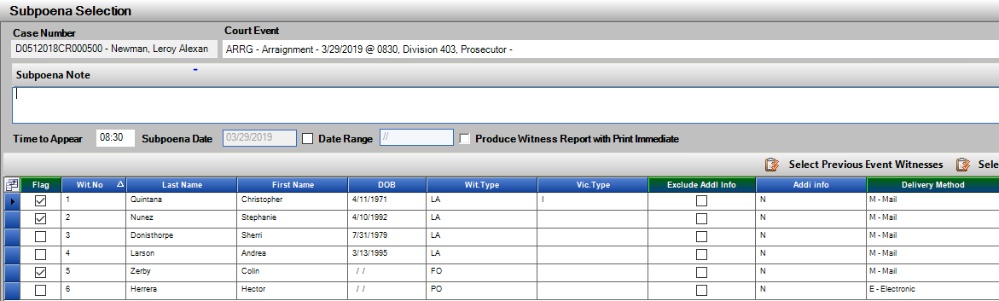 Subpoena Selection
Case Number Court Event
D0512018CR000500 - Newman, Leroy Alexan ARRG - Arraignment - 3/29/2019 @ 0830, Division 403, Prosecutor -
Subpoena Note
Time to Appear 08:30 Subpoena Date 03/29/2019 Date Range // Produce Witness Report with Print Immediate
Select Previous Event Witnesses Sele
Flag Wit.No Last Name First Name DOB Wit.Type Vic.Type Exclude Addl Info Addl info Delivery Method
1 Quintana Christopher 4/11/1971 LA I N M - Mail
2 Nunez Stephanie 4/10/1992 LA N M - Mail
3 Donisthorpe Sherri 7/31/1979 LA N M - Mail
4 Larson Andrea 3/13/1995 LA N M - Mail
5 Zerby Colin / / FO N M - Mail
6 Herrera Hector / / PO N E - Electronic